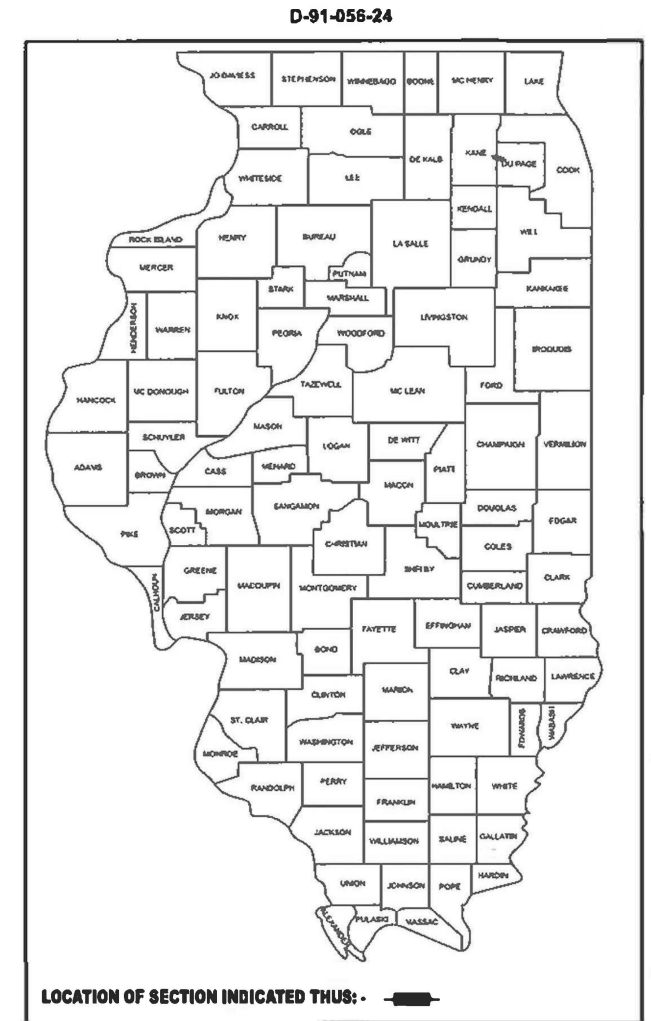 D-91-056-24
JO DAVIESS STEPHENSON WINNEBAGO BOONE MC HENRY LAKE
CARROLL OGLE
DE KALB KANE DU PAGE COOK
WHITESIDE LEE
KENDALL
ROCK ISLAND HENRY BUREAU LA SALLE WILL
MERCER PUTNAM GRUNDY
STARK MARSHALL KANKAKEE
HENDERSON WARREN KNOX PEORIA WOODFORD LIVINGSTON
IROQUOIS
HANCOCK MC DONOUGH FULTON TAZEWELL MC LEAN FORD
MASON
SCHUYLER LOGAN DE WITT CHAMPAIGN VERMILION
ADAMS BROWN CASS MENARD PIATT
MACON
PIKE SCOTT MORGAN SANGAMON MOULTRIE DOUGLAS EDGAR
CHRISTIAN COLES
CALHOUN GREENE MACOUPIN MONTGOMERY SHELBY CUMBERLAND CLARK
JERSEY
FAYETTE EFFINGHAM JASPER CRAWFORD
MADISON BOND
CLAY RICHLAND LAWRENCE
CLINTON MARION
ST. CLAIR WAYNE EDWARDS WABASH
MONROE WASHINGTON JEFFERSON
RANDOLPH PERRY HAMILTON WHITE
FRANKLIN
JACKSON WILLIAMSON SALINE GALLATIN
UNION JOHNSON POPE HARDIN
ALEXANDER PULASKI MASSAC
LOCATION OF SECTION INDICATED THUS: -